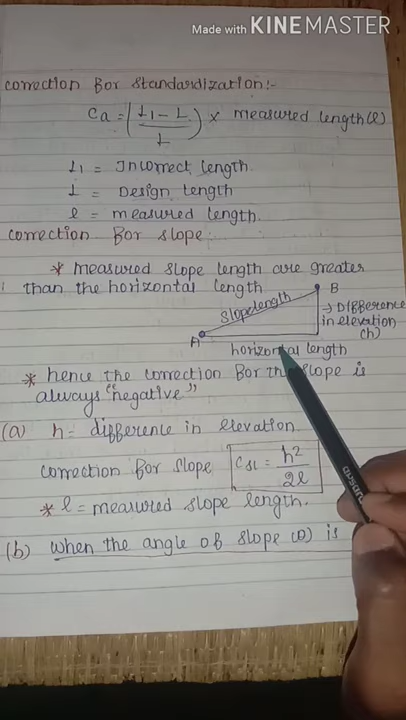 Made with KINEMASTER
correction for standardization:-
Ca = (L1 - L / L) × measured length(l)
L1 = Incorrect length.
L = Design length
l = measured length.
correction for slope:
* measured slope length are greater
than the horizontal length
B
slope length
→ Difference
in elevation
(h)
A
horizontal length
* hence the correction for the slope is
always "negative"
(a) h = difference in elevation
correction for slope Csl = h²/2l
* l = measured slope length.
(b) when the angle of slope (θ) is